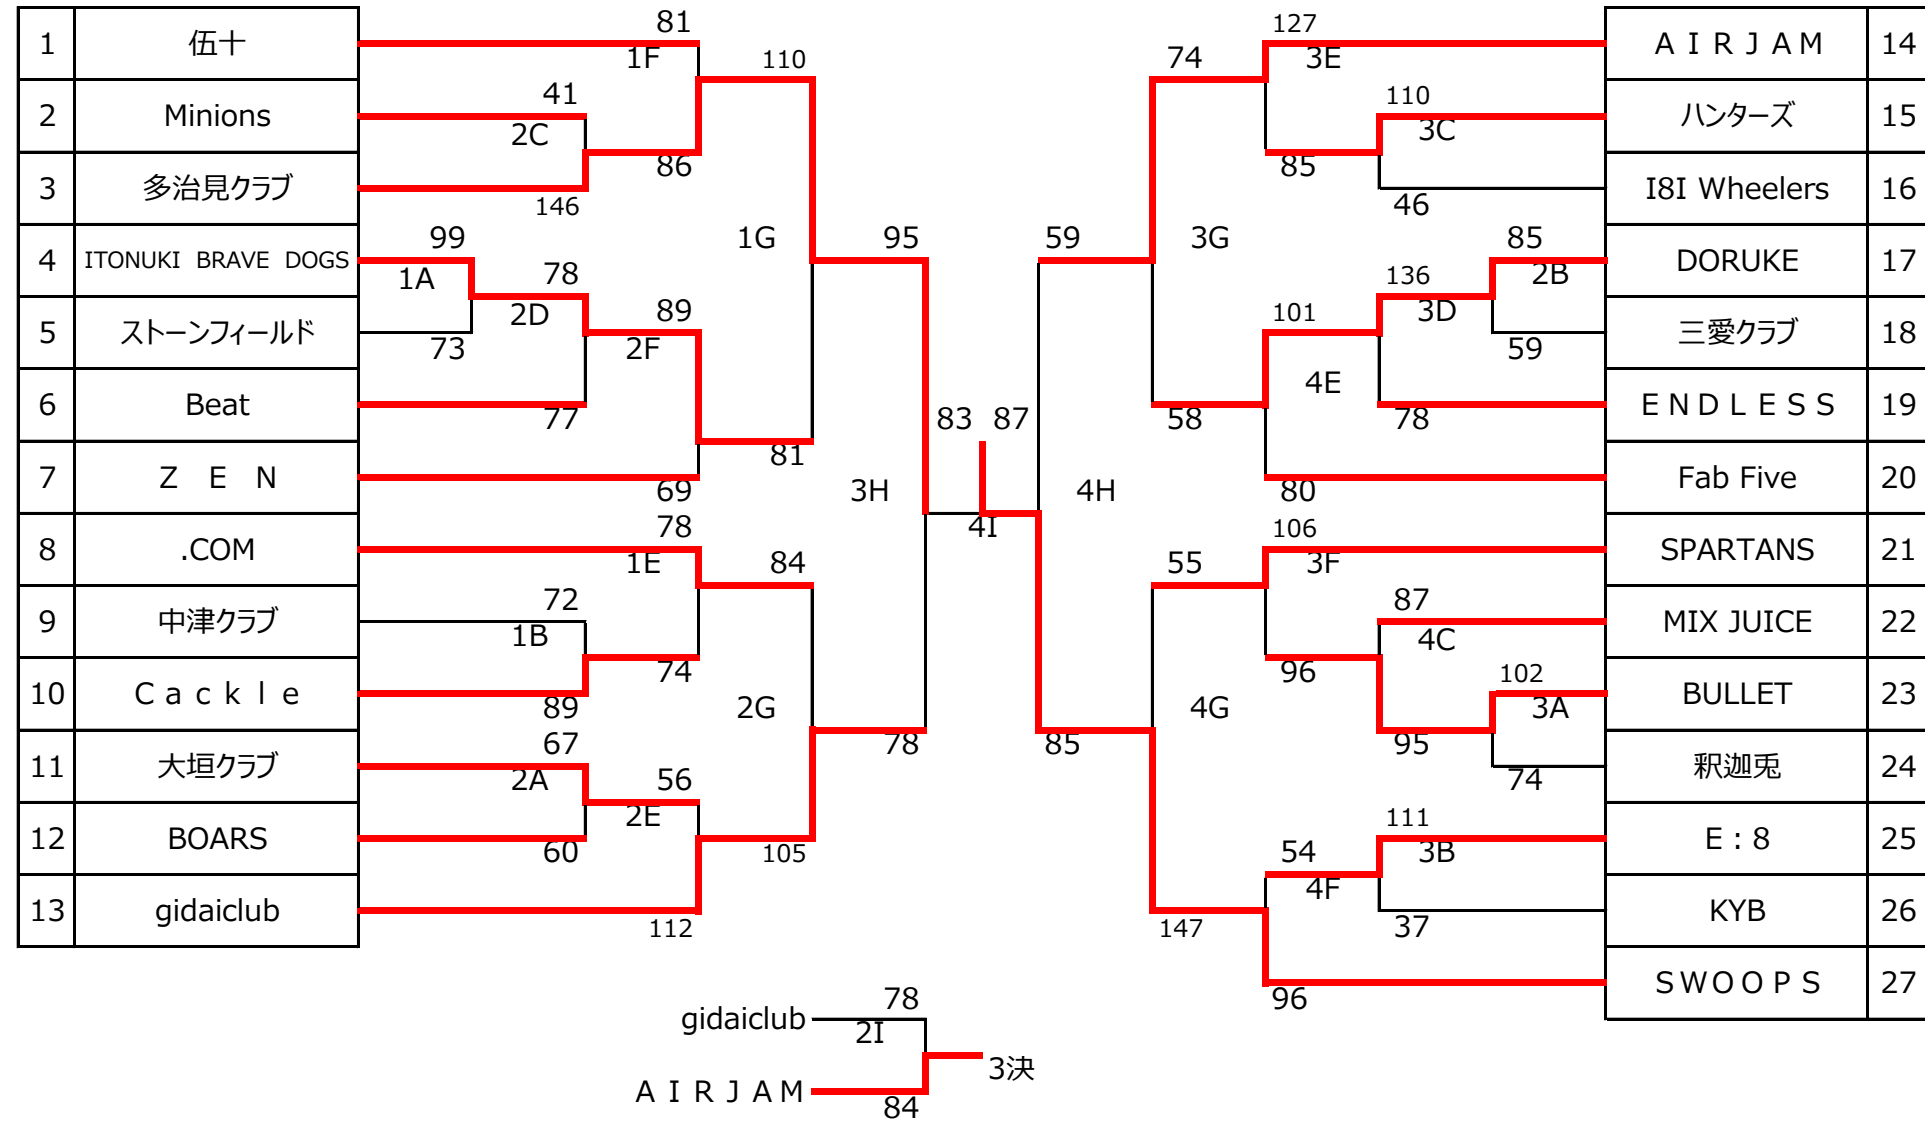 81
127
1 伍十
ＡＩＲＪＡＭ 14
1F 110 74 3E
41 110
2 Minions
ハンターズ 15
2C 3C
86 85
3 多治見クラブ
I8I Wheelers 16
146 46
99 1G 95 59 3G 85
4 ITONUKI BRAVE DOGS
DORUKE 17
1A 78 136 2B
2D 89 101 3D
5 ストーンフィールド
三愛クラブ 18
73 2F 59
4E
6 Beat
ＥＮＤＬＥＳＳ 19
77 83 87 58 78
81
7 Ｚ Ｅ Ｎ
Fab Five 20
69 3H 4H 80
78 4I 106
8 .COM
SPARTANS 21
1E 84 55 3F
72 87
9 中津クラブ
MIX JUICE 22
1B 4C
74 96 102
10 Ｃａｃｋｌｅ
BULLET 23
89 2G 4G 3A
67 78 85 95
11 大垣クラブ
釈迦兎 24
2A 56 74
2E 111
12 BOARS
E : 8 25
60 105 54 3B
4F
13 gidaiclub
KYB 26
112 147 37
ＳＷＯＯＰＳ 27
78 96
gidaiclub
2I
3決
ＡＩＲＪＡＭ
84